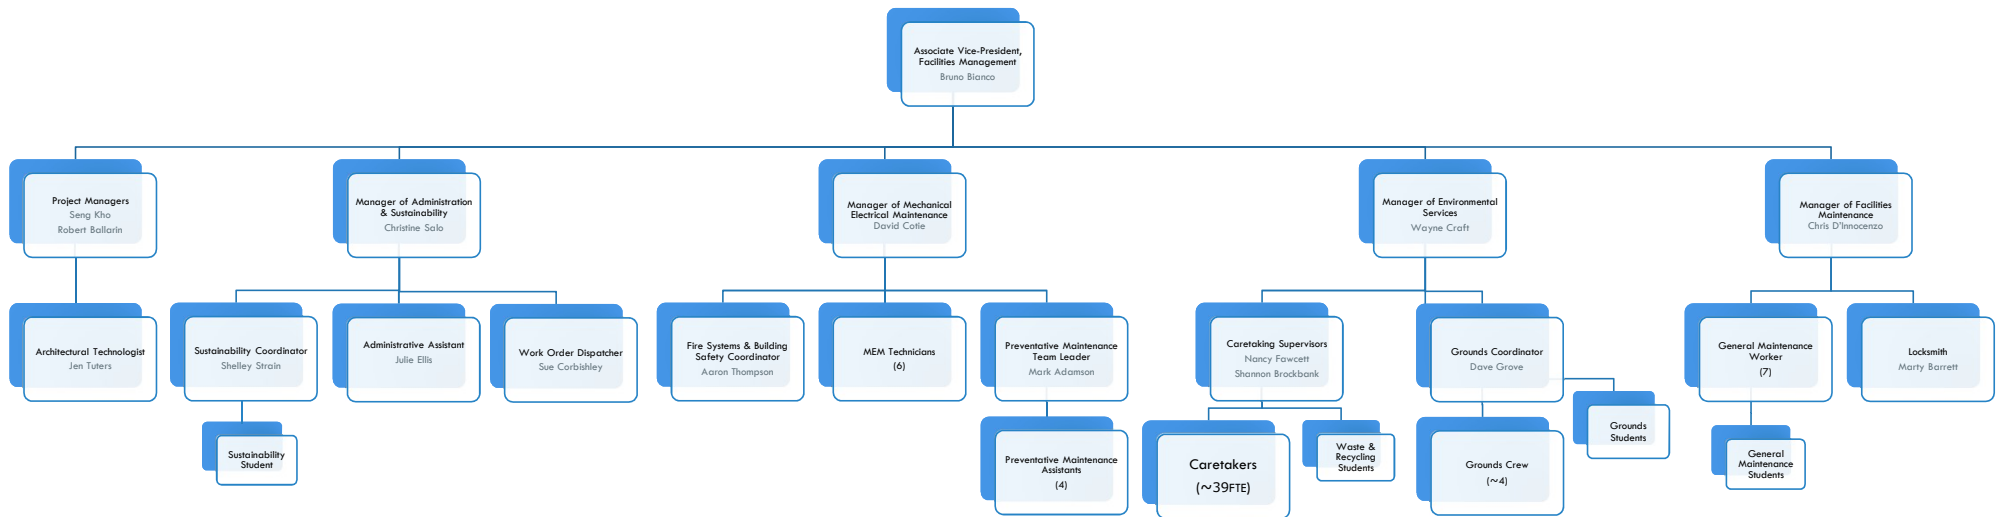 Associate Vice-President,
Facilities Management
Bruno Bianco
Project Managers
Seng Kho
Robert Ballarin
Manager of Administration
& Sustainability
Christine Salo
Manager of Mechanical
Electrical Maintenance
David Cotie
Manager of Environmental
Services
Wayne Craft
Manager of Facilities
Maintenance
Chris D'Innocenzo
Architectural Technologist
Jen Tuters
Sustainability Coordinator
Shelley Strain
Administrative Assistant
Julie Ellis
Work Order Dispatcher
Sue Corbishley
Fire Systems & Building
Safety Coordinator
Aaron Thompson
MEM Technicians
(6)
Preventative Maintenance
Team Leader
Mark Adamson
Caretaking Supervisors
Nancy Fawcett
Shannon Brockbank
Grounds Coordinator
Dave Grove
General Maintenance
Worker
(7)
Locksmith
Marty Barrett
Sustainability
Student
Preventative Maintenance
Assistants
(4)
Caretakers
(~39FTE)
Waste &
Recycling
Students
Grounds Crew
(~4)
Grounds
Students
General
Maintenance
Students